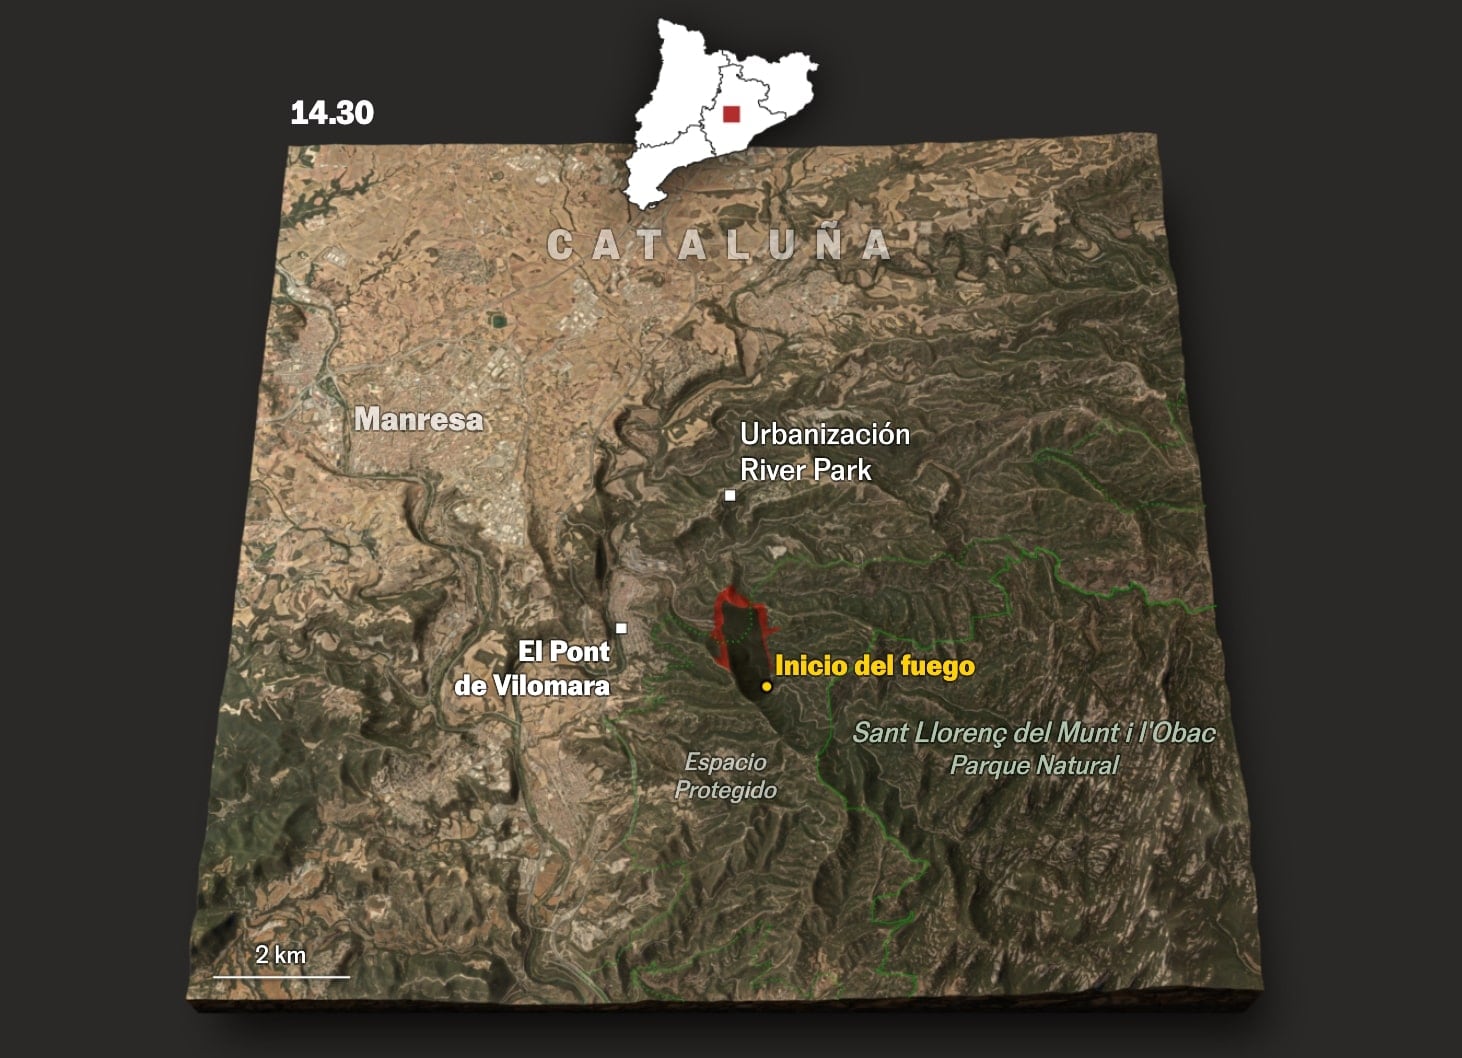 14.30
CATALUÑA
Manresa
Urbanización
River Park
El Pont
de Vilomara
Inicio del fuego
Sant Llorenç del Munt i l'Obac
Parque Natural
Espacio
Protegido
2 km